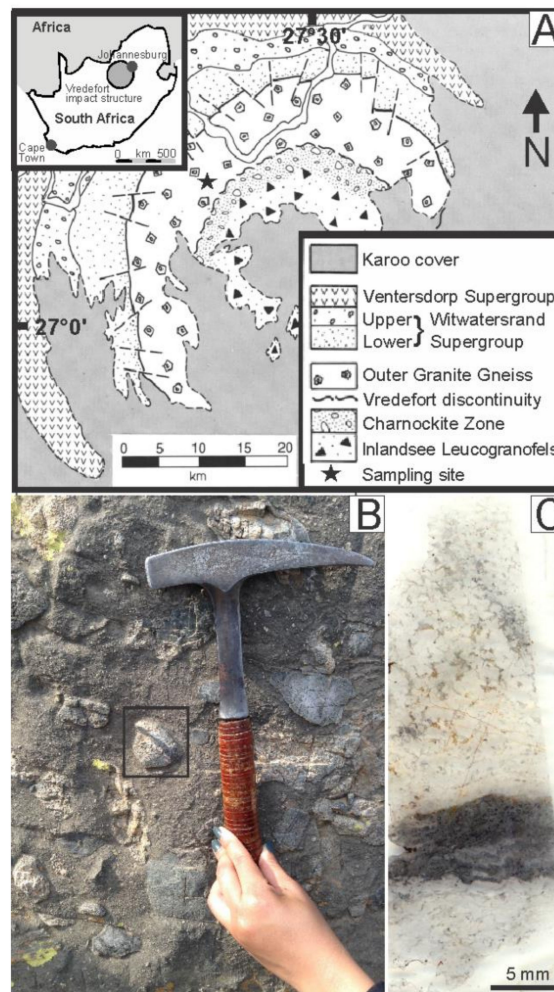 Africa
Johannesburg
Vredefort
impact structure
South Africa
Cape
Town
0 km 500
27°30'
A
N
27°0'
0 5 10 15 20
km
Karoo cover
Ventersdorp Supergroup
Upper } Witwatersrand
Lower } Supergroup
Outer Granite Gneiss
Vredefort discontinuity
Charnockite Zone
Inlandsee Leucogranofels
Sampling site
B
C
5 mm